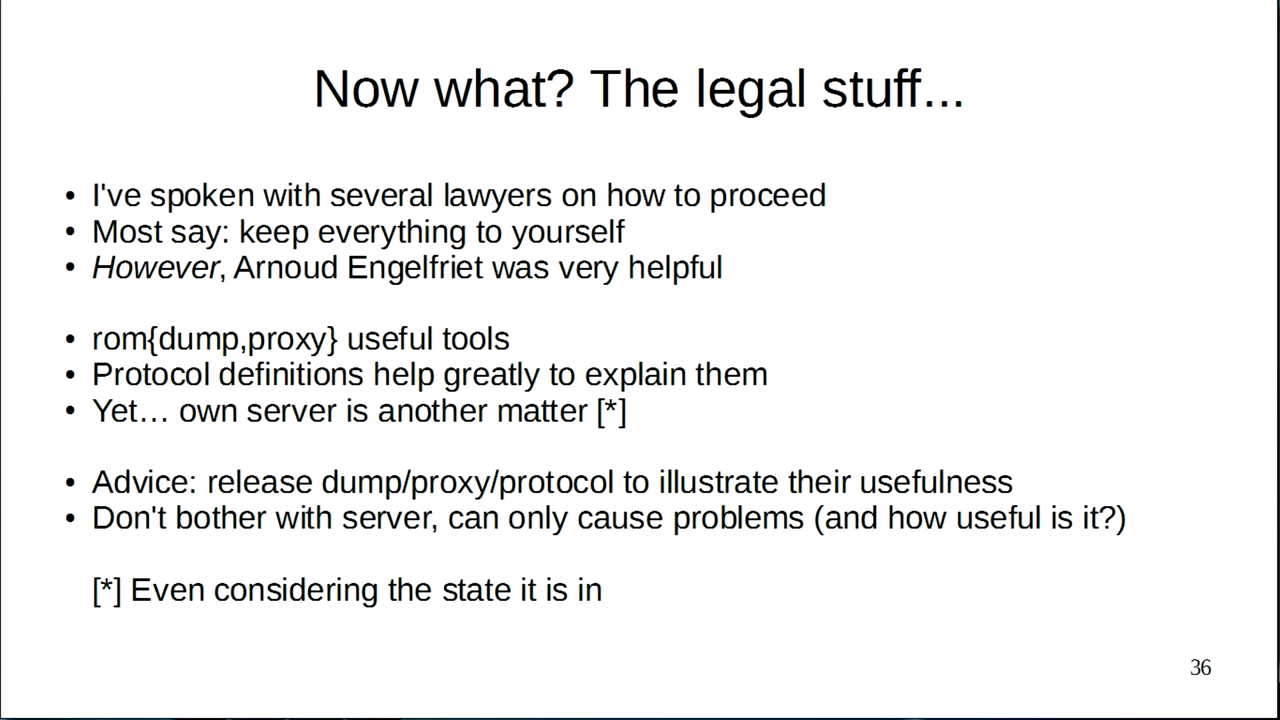 Now what? The legal stuff...
• I've spoken with several lawyers on how to proceed
• Most say: keep everything to yourself
• However, Arnoud Engelfriet was very helpful
• rom{dump,proxy} useful tools
• Protocol definitions help greatly to explain them
• Yet… own server is another matter [*]
• Advice: release dump/proxy/protocol to illustrate their usefulness
• Don't bother with server, can only cause problems (and how useful is it?)
[*] Even considering the state it is in
36